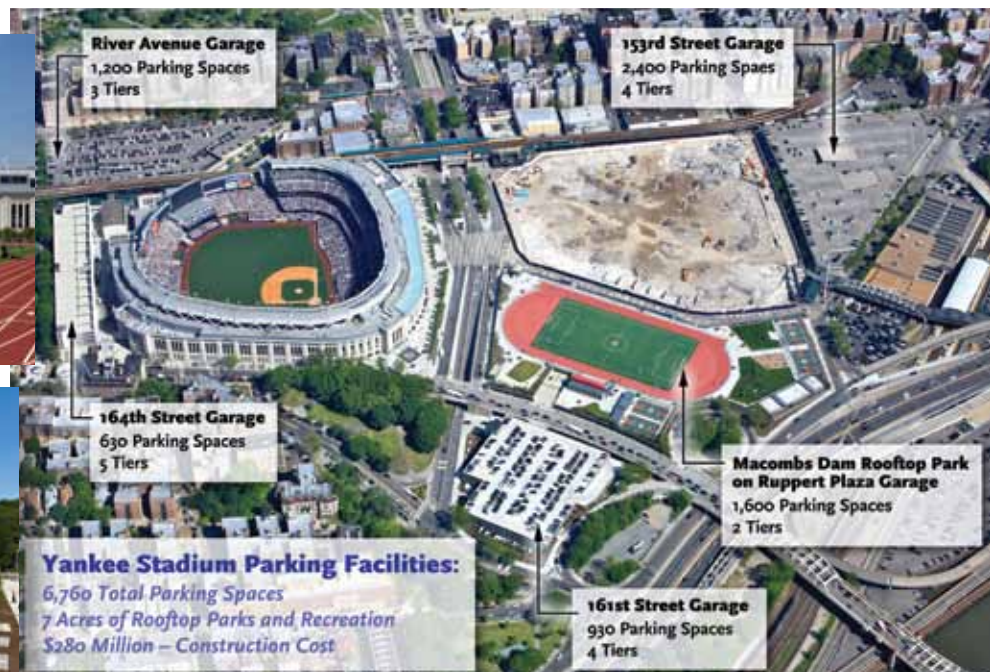 River Avenue Garage
1,200 Parking Spaces
3 Tiers
153rd Street Garage
2,400 Parking Spaes
4 Tiers
164th Street Garage
630 Parking Spaces
5 Tiers
Macombs Dam Rooftop Park
on Ruppert Plaza Garage
1,600 Parking Spaces
2 Tiers
161st Street Garage
930 Parking Spaces
4 Tiers
Yankee Stadium Parking Facilities:
6,760 Total Parking Spaces
7 Acres of Rooftop Parks and Recreation
$280 Million – Construction Cost